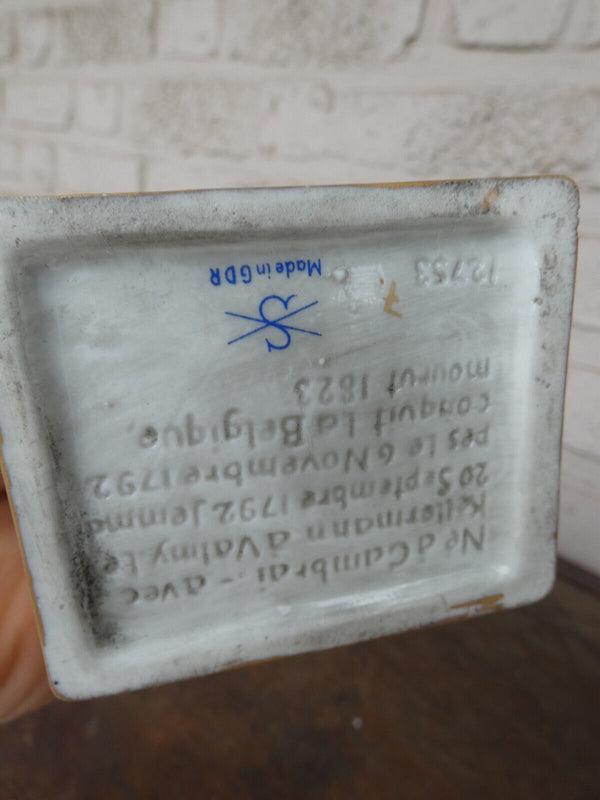 Né à Cambrai. - avec
Kellermann à Valmy. Le
20 Septembre 1792. Jemma
pes Le 6 Novembre 1792
conquit La Belgique,
mourut 1823
Made in GDR
12753
7